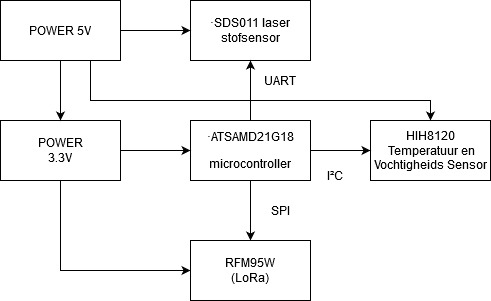 POWER 5V
·SDS011 laser
stofsensor
UART
POWER
3.3V
·ATSAMD21G18
microcontroller
HIH8120
Temperatuur en
Vochtigheids Sensor
I²C
SPI
RFM95W
(LoRa)